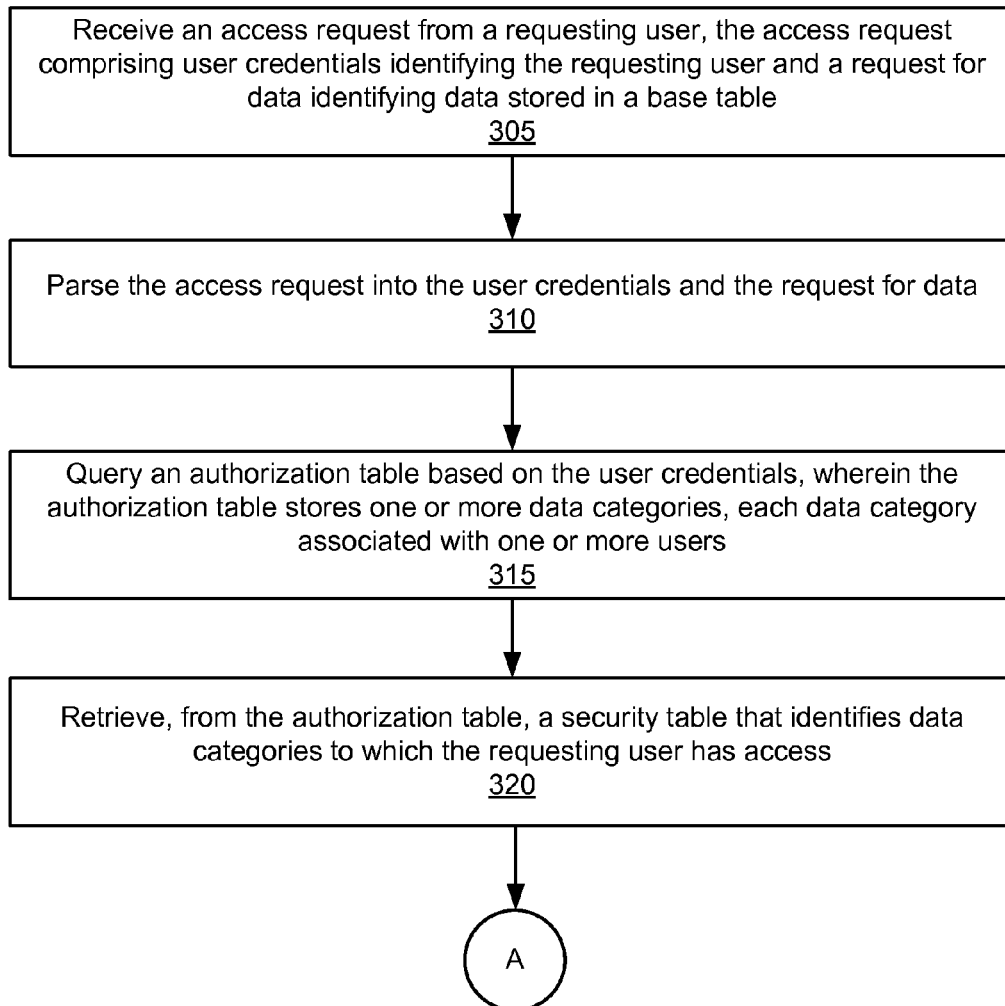 Receive an access request from a requesting user, the access request
comprising user credentials identifying the requesting user and a request for
data identifying data stored in a base table
305
Parse the access request into the user credentials and the request for data
310
Query an authorization table based on the user credentials, wherein the
authorization table stores one or more data categories, each data category
associated with one or more users
315
Retrieve, from the authorization table, a security table that identifies data
categories to which the requesting user has access
320
A